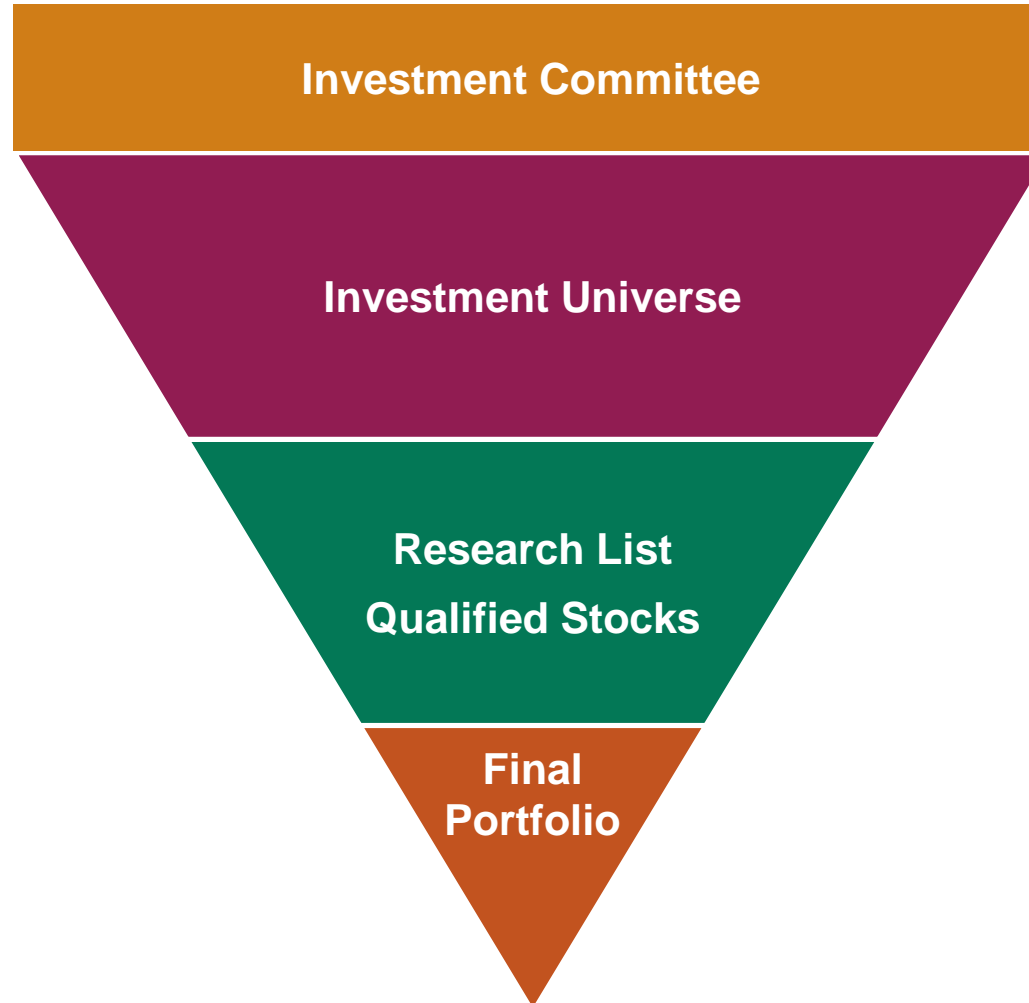 Investment Committee
Investment Universe
Research List
Qualified Stocks
Final
Portfolio